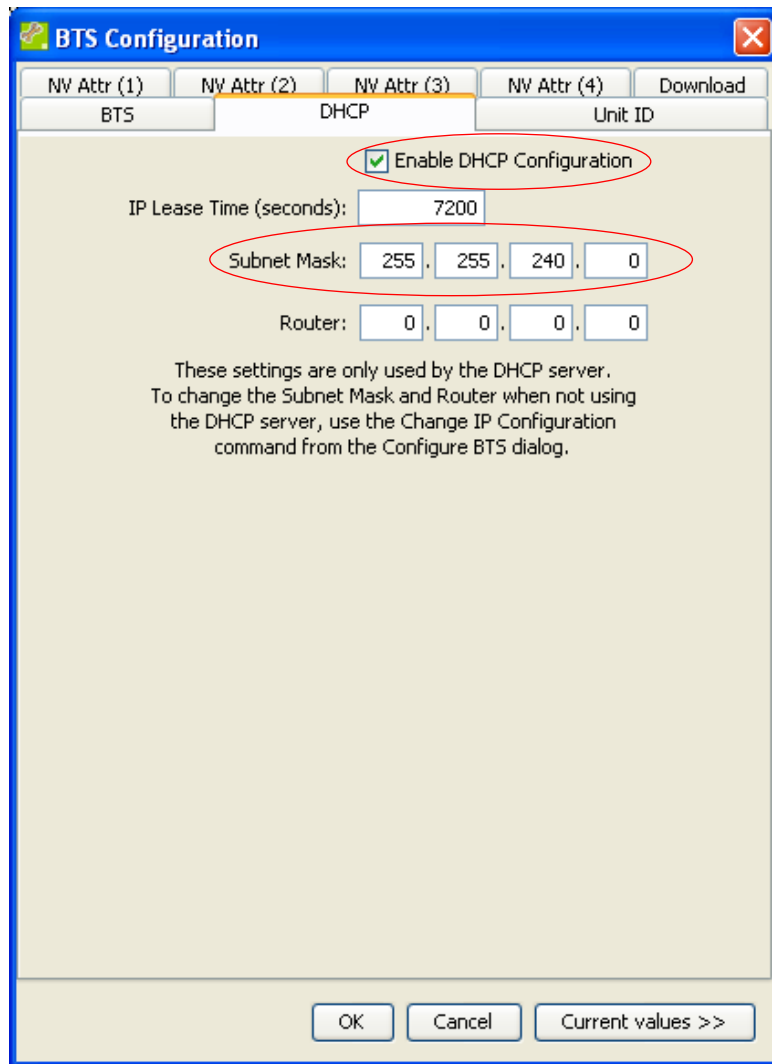 BTS Configuration
NV Attr (1) NV Attr (2) NV Attr (3) NV Attr (4) Download
BTS DHCP Unit ID
Enable DHCP Configuration
IP Lease Time (seconds): 7200
Subnet Mask: 255 . 255 . 240 . 0
Router: 0 . 0 . 0 . 0
These settings are only used by the DHCP server.
To change the Subnet Mask and Router when not using
the DHCP server, use the Change IP Configuration
command from the Configure BTS dialog.
OK Cancel Current values >>